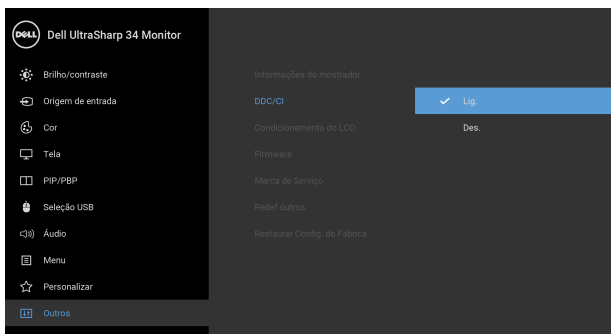 DELL Dell UltraSharp 34 Monitor
Brilho/contraste
Origem de entrada
Cor
Tela
PIP/PBP
Seleção USB
Áudio
Menu
Personalizar
Outros
Informações do mostrador
DDC/CI
Condicionamento do LCD
Firmware
Marca de Serviço
Redef outros
Restaurar Config. de Fábrica
Lig.
Des.